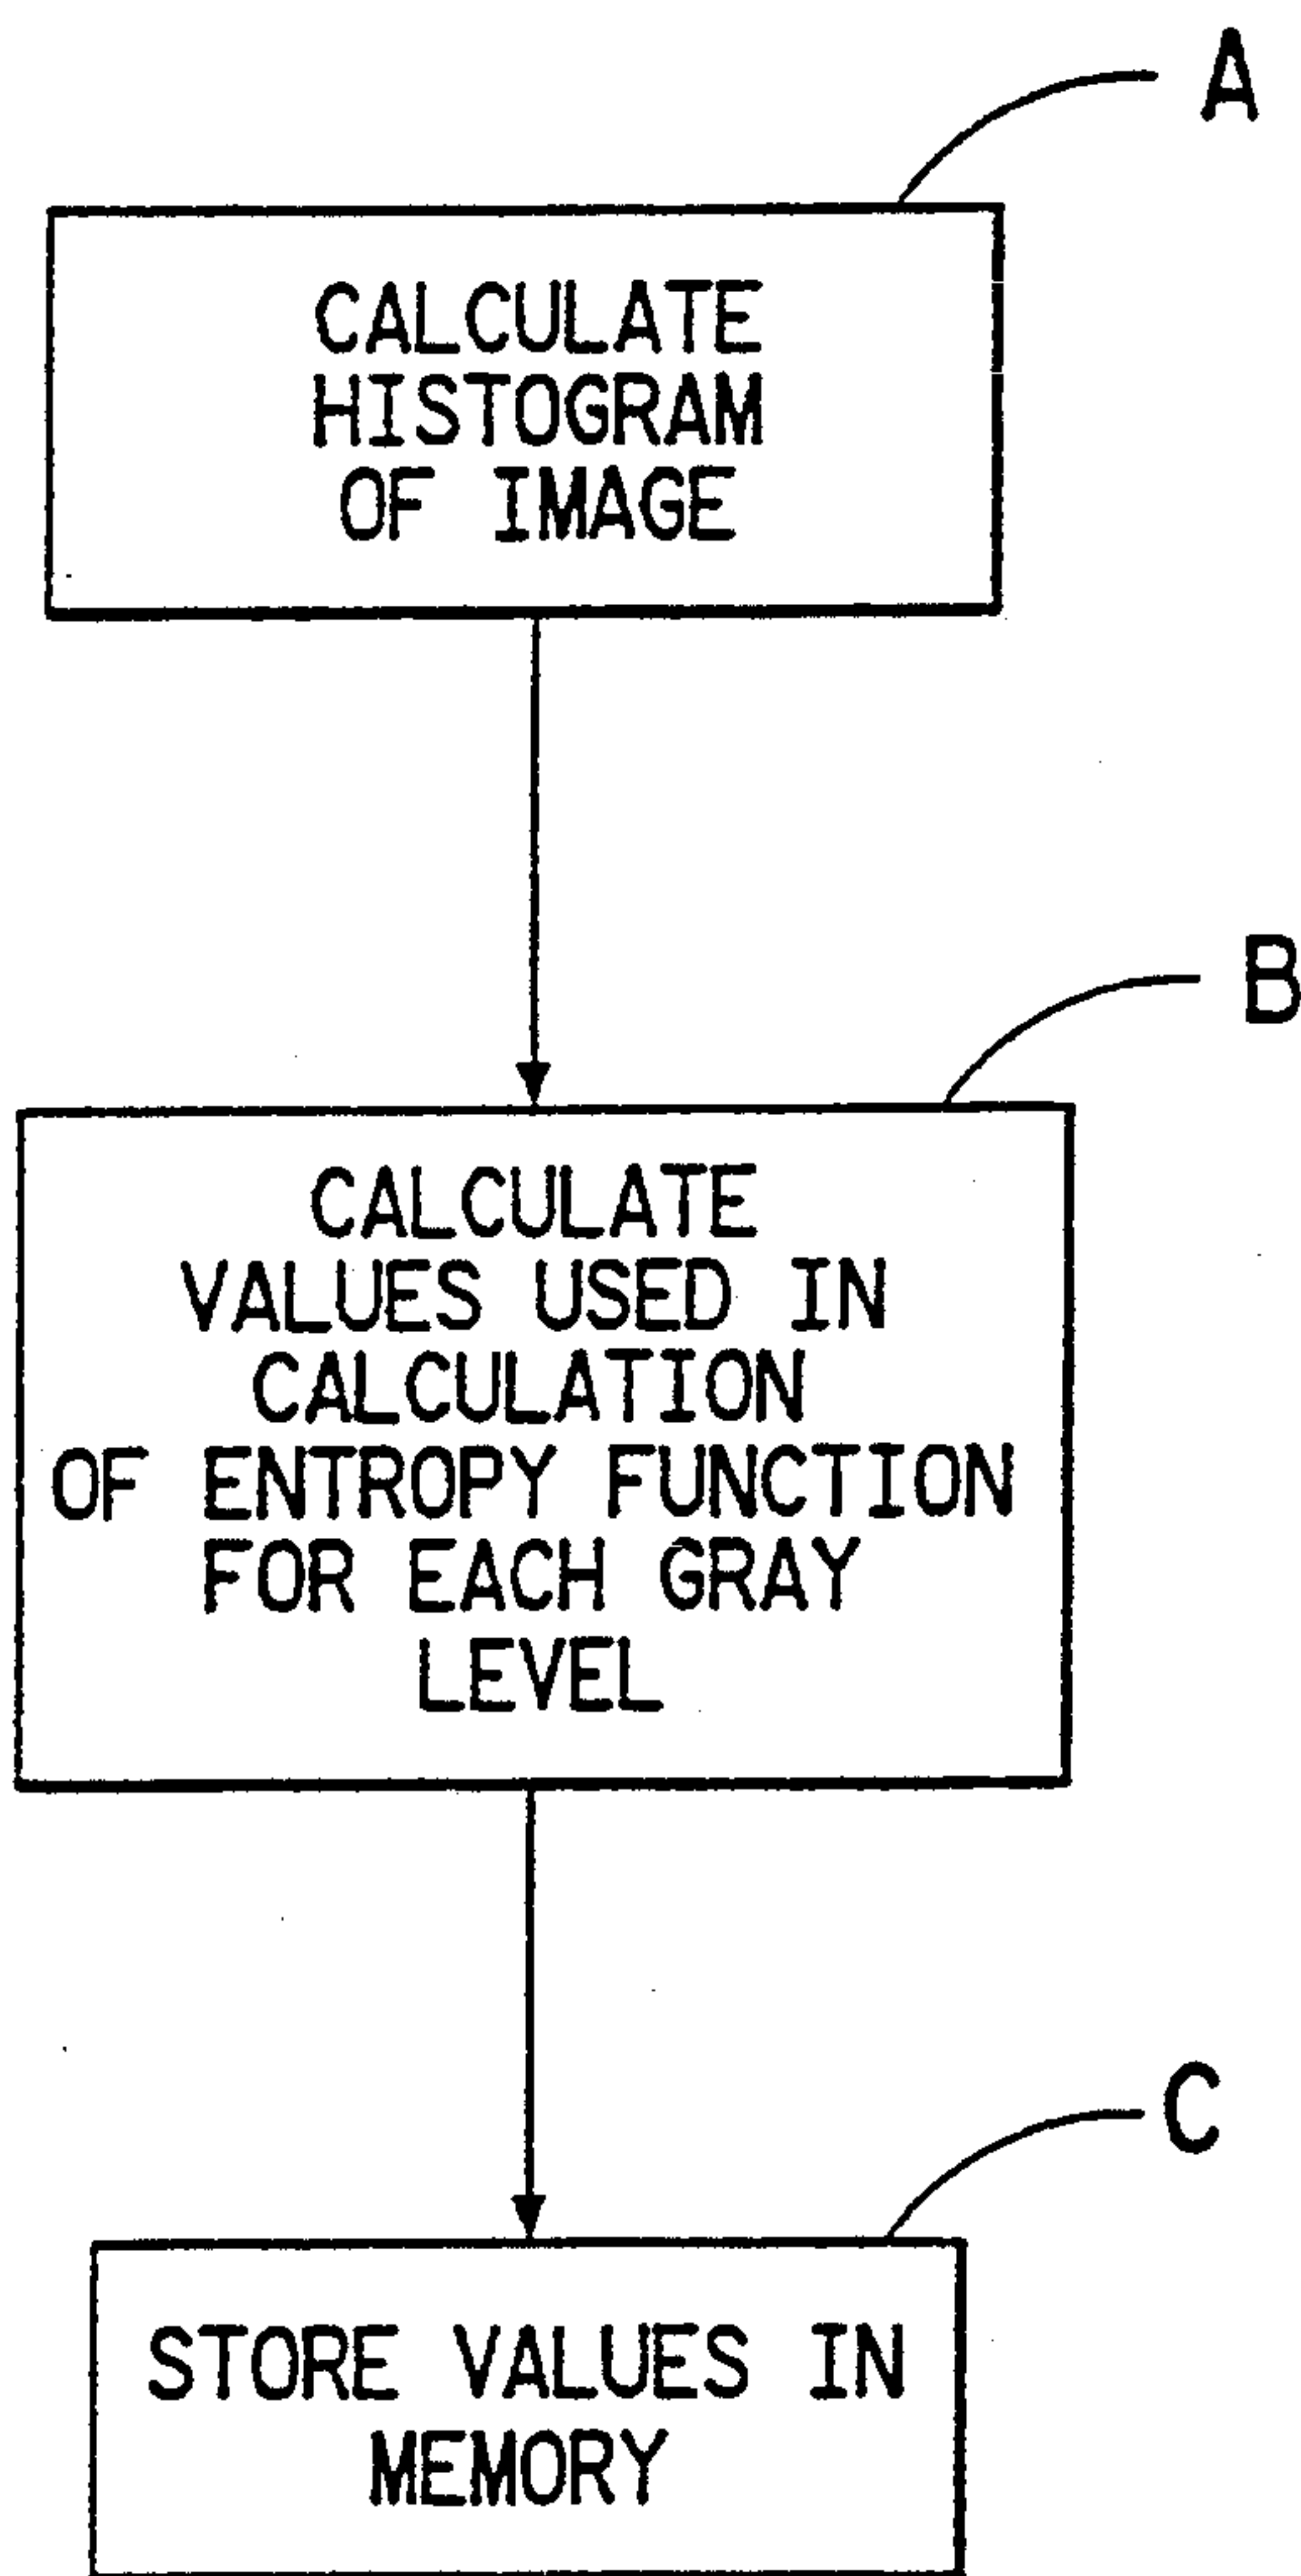 A
CALCULATE
HISTOGRAM
OF IMAGE
B
CALCULATE
VALUES USED IN
CALCULATION
OF ENTROPY FUNCTION
FOR EACH GRAY
LEVEL
C
STORE VALUES IN
MEMORY